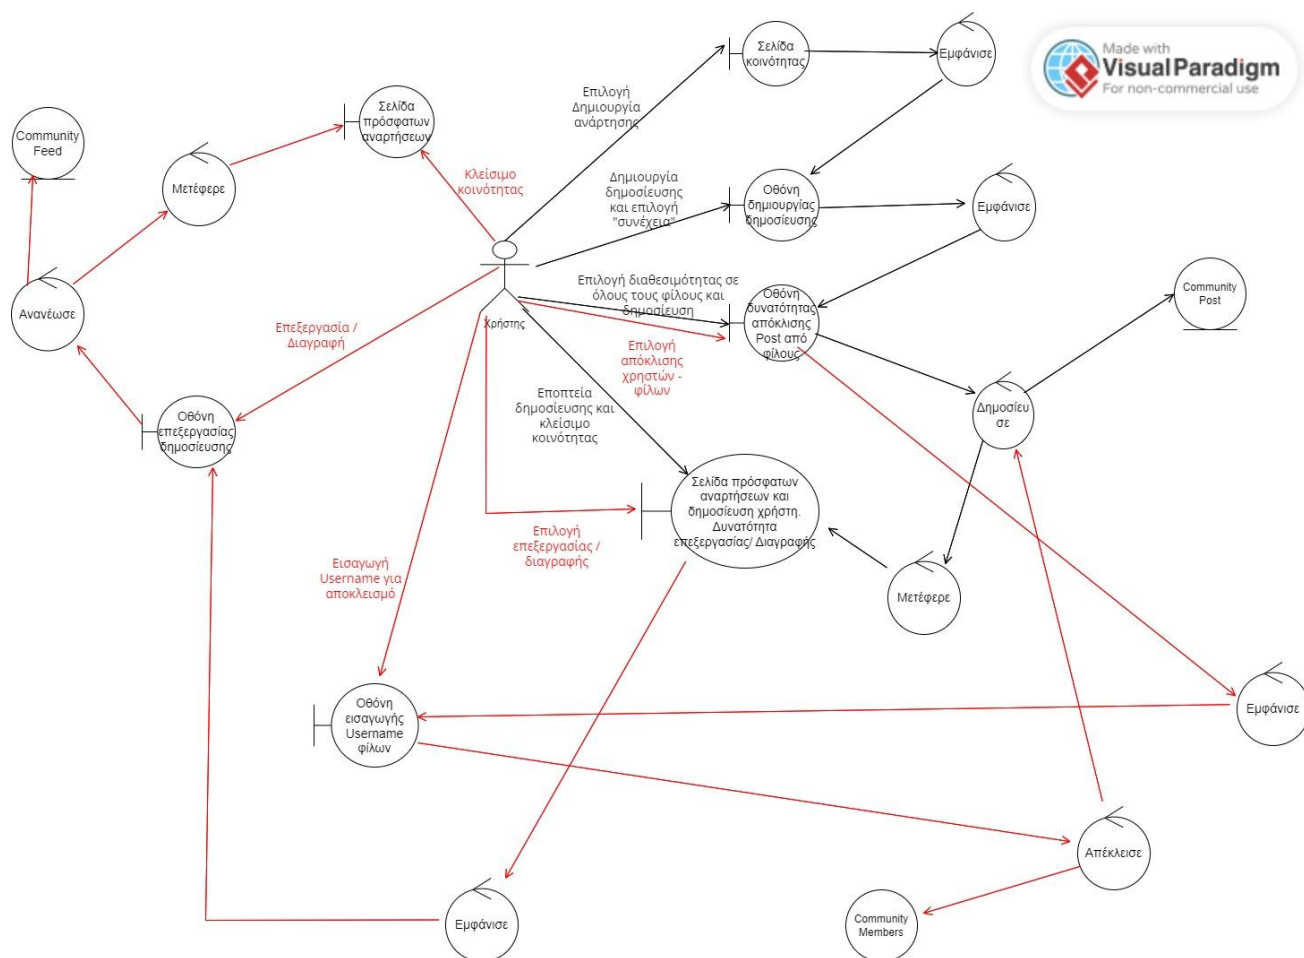 Made with
Visual Paradigm
For non-commercial use
Σελίδα
κοινότητας
Εμφάνισε
Επιλογή
Δημιουργία
ανάρτησης
Σελίδα
πρόσφατων
αναρτήσεων
Community
Feed
Μετέφερε
Κλείσιμο
κοινότητας
Δημιουργία
δημοσίευσης
και επιλογή
"συνέχεια"
Οθόνη
δημιουργίας
δημοσίευσης
Εμφάνισε
Επιλογή διαθεσιμότητας σε
όλους τους φίλους και
δημοσίευση
Οθόνη
δυνατότητας
απόκλισης
Post από
φίλους
Community
Post
Ανανέωσε
Χρήστης
Επεξεργασία /
Διαγραφή
Επιλογή
απόκλισης
χρηστών -
φίλων
Εποπτεία
δημοσίευσης και
κλείσιμο
κοινότητας
Δημοσίευ
σε
Οθόνη
επεξεργασίας
δημοσίευσης
Σελίδα πρόσφατων
αναρτήσεων και
δημοσίευση χρήστη.
Δυνατότητα
επεξεργασίας/ Διαγραφής
Επιλογή
επεξεργασίας /
διαγραφής
Εισαγωγή
Username για
αποκλεισμό
Μετέφερε
Οθόνη
εισαγωγής
Username
φίλων
Εμφάνισε
Απέκλεισε
Εμφάνισε
Community
Members